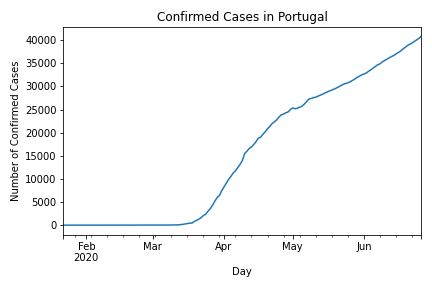 Confirmed Cases in Portugal
40000
35000
30000
25000
20000
15000
10000
5000
0
Number of Confirmed Cases
Feb Mar Apr May Jun
2020
Day